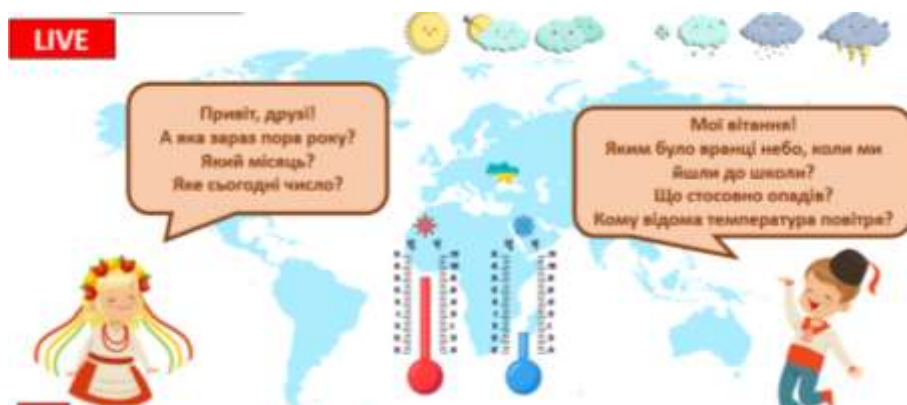 LIVE
Привіт, друзі!
А яка зараз пора року?
Який місяць?
Яке сьогодні число?
Мої вітання!
Яким було вранці небо, коли ми
йшли до школи?
Що стосовно опадів?
Кому відома температура повітря?